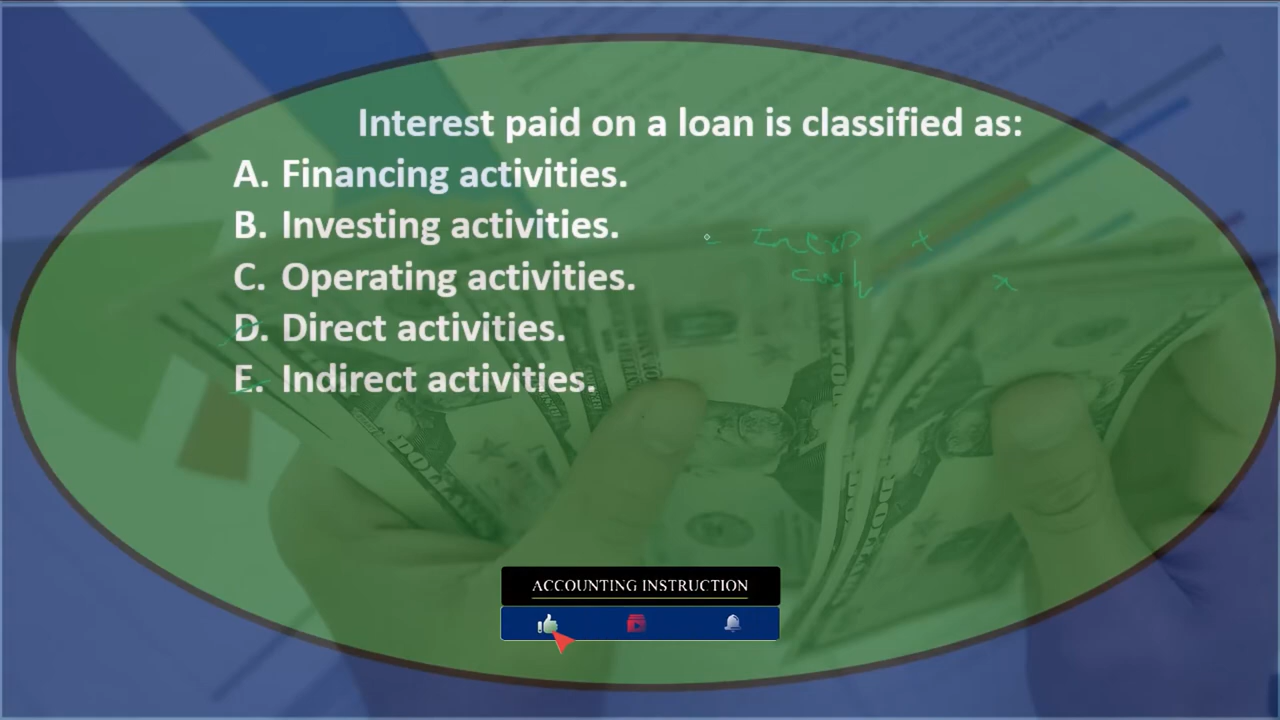 Interest paid on a loan is classified as:
A. Financing activities.
B. Investing activities.
C. Operating activities.
D. Direct activities.
E. Indirect activities.
x
cash x
ACCOUNTING INSTRUCTION